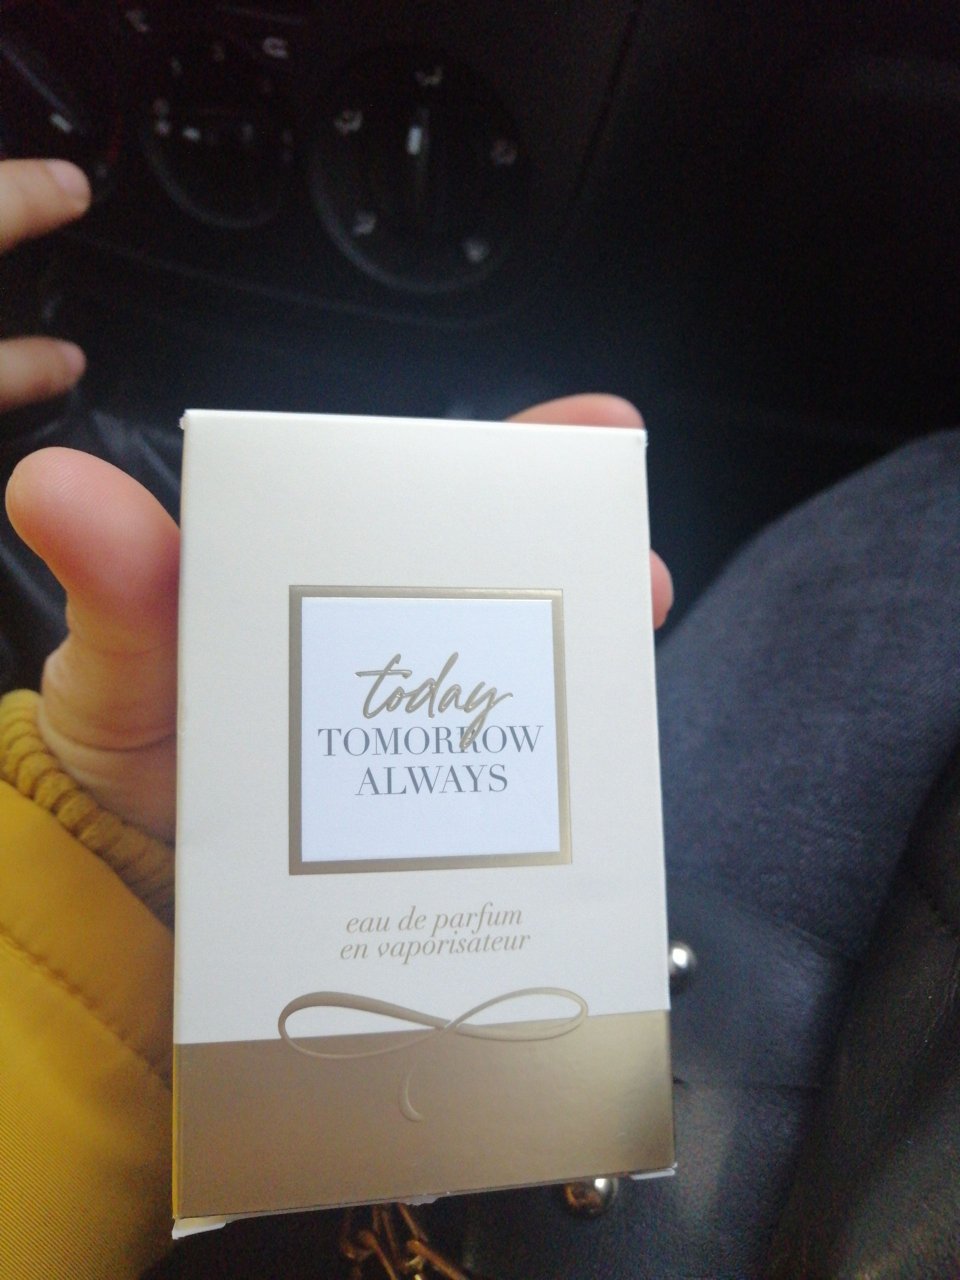 today
TOMORROW
ALWAYS
eau de parfum
en vaporisateur